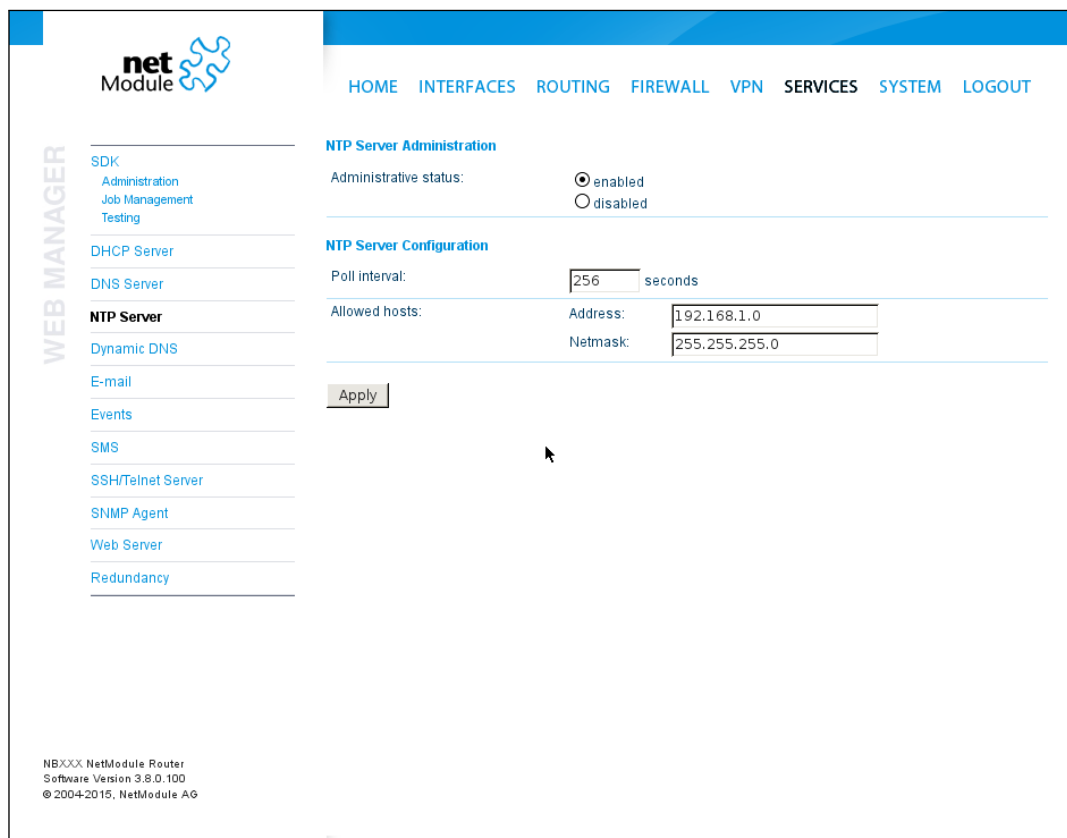 net
Module
HOME INTERFACES ROUTING FIREWALL VPN SERVICES SYSTEM LOGOUT
WEB MANAGER
SDK
Administration
Job Management
Testing
DHCP Server
DNS Server
NTP Server
Dynamic DNS
E-mail
Events
SMS
SSH/Telnet Server
SNMP Agent
Web Server
Redundancy
NTP Server Administration
Administrative status: enabled
disabled
NTP Server Configuration
Poll interval: 256 seconds
Allowed hosts: Address: 192.168.1.0
Netmask: 255.255.255.0
Apply
NBXXX NetModule Router
Software Version 3.8.0.100
© 2004-2015, NetModule AG